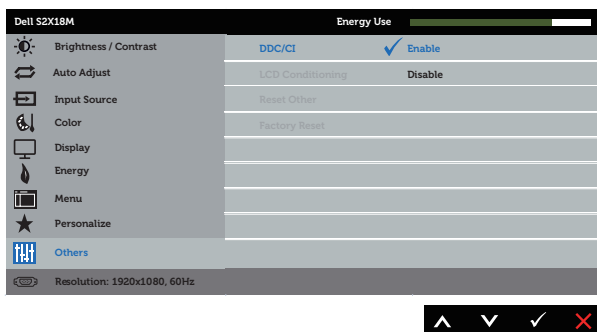 Dell S2X18M Energy Use
Brightness / Contrast DDC/CI Enable
Auto Adjust LCD Conditioning Disable
Input Source Reset Other
Color Factory Reset
Display
Energy
Menu
Personalize
Others
Resolution: 1920x1080, 60Hz